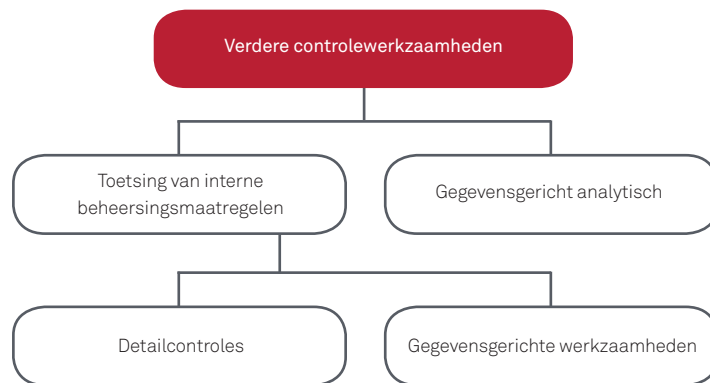 Verdere controlewerkzaamheden
Toetsing van interne
beheersingsmaatregelen
Gegevensgericht analytisch
Detailcontroles
Gegevensgerichte werkzaamheden